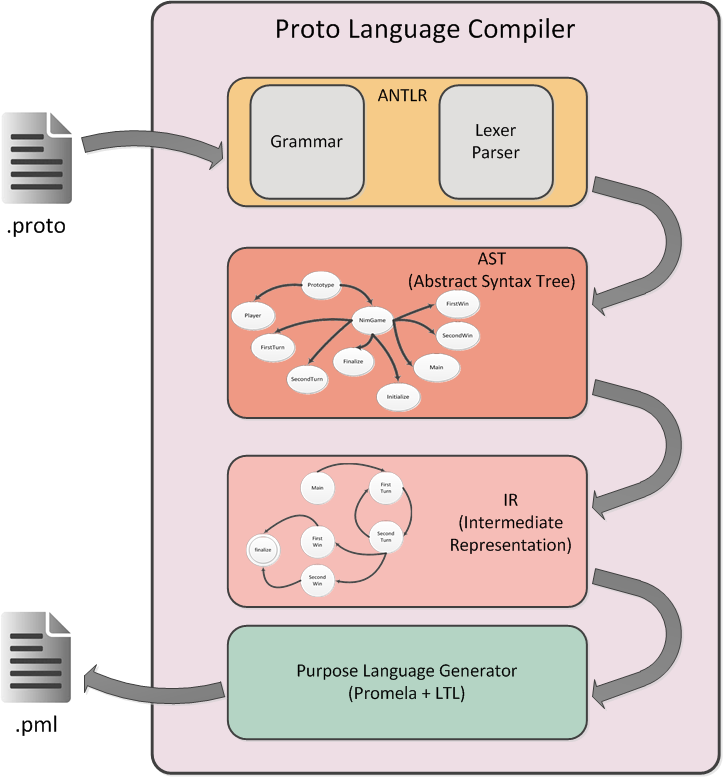 Proto Language Compiler
ANTLR
Grammar
Lexer
Parser
.proto
AST
(Abstract Syntax Tree)
Prototype
Player
NimGame
FirstWin
FirstTurn
SecondWin
Finalize
Main
SecondTurn
Initialize
Main
First
Turn
IR
(Intermediate
Representation)
First
Win
Second
Turn
finalize
Second
Win
Purpose Language Generator
(Promela + LTL)
.pml